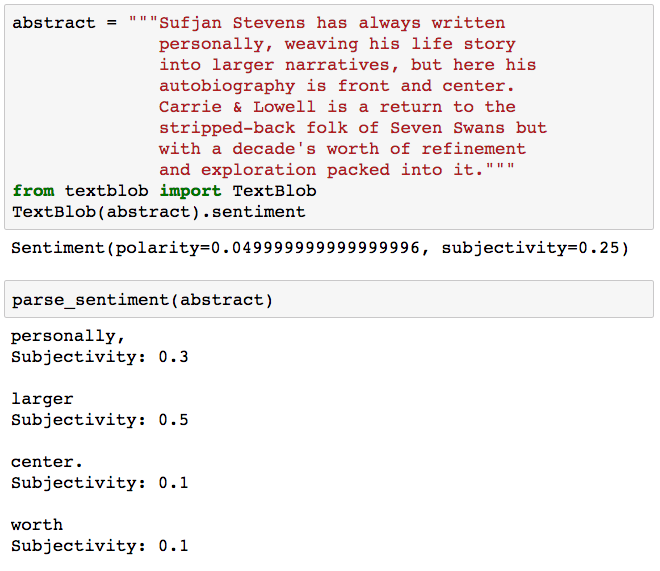 abstract = """Sufjan Stevens has always written
personally, weaving his life story
into larger narratives, but here his
autobiography is front and center.
Carrie & Lowell is a return to the
stripped-back folk of Seven Swans but
with a decade's worth of refinement
and exploration packed into it."""
from textblob import TextBlob
TextBlob(abstract).sentiment
Sentiment(polarity=0.049999999999999996, subjectivity=0.25)
parse_sentiment(abstract)
personally,
Subjectivity: 0.3
larger
Subjectivity: 0.5
center.
Subjectivity: 0.1
worth
Subjectivity: 0.1